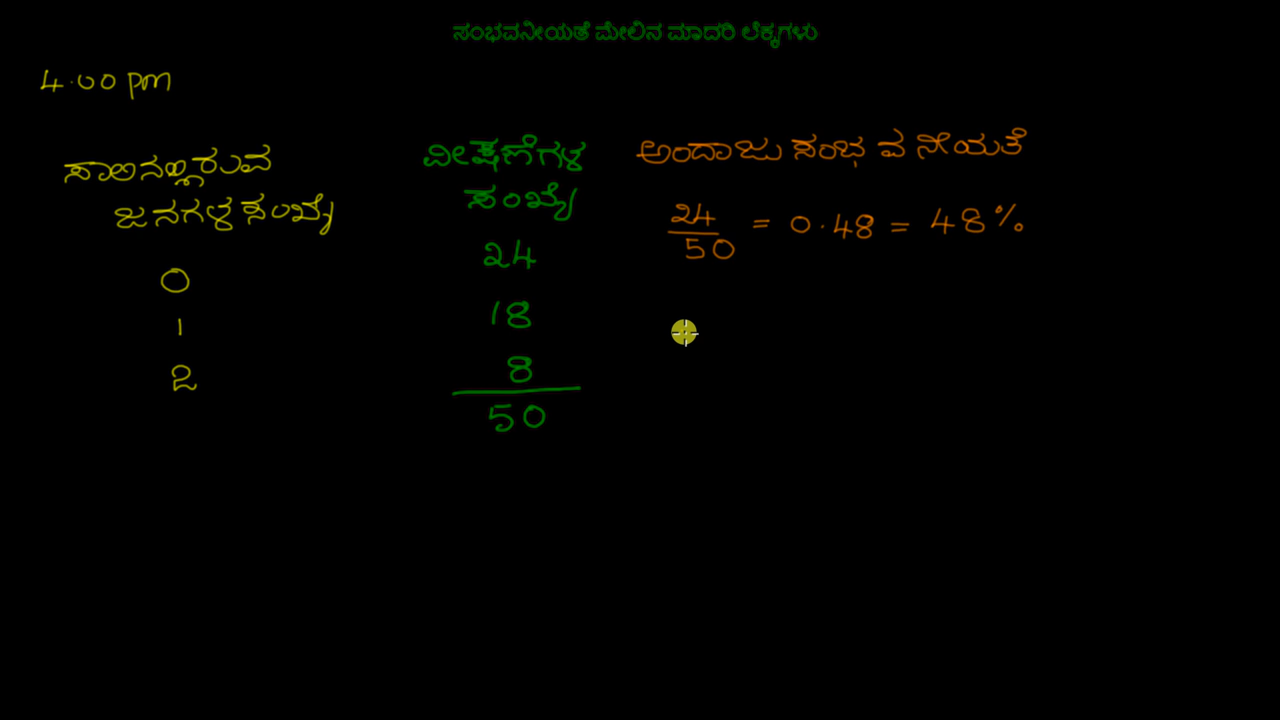 ಸಂಭವನೀಯತೆ ಮೇಲಿನ ಮಾದರಿ ಲೆಕ್ಕಗಳು
4.00 pm
ಸಾಲಿನಲ್ಲಿರುವ
ಜನಗಳ ಸಂಖ್ಯೆ
0
1
2
ವೀಕ್ಷಣೆಗಳ
ಸಂಖ್ಯೆ
24
18
8
50
ಅಂದಾಜು ಸಂಭವನೀಯತೆ
24/50 = 0.48 = 48%